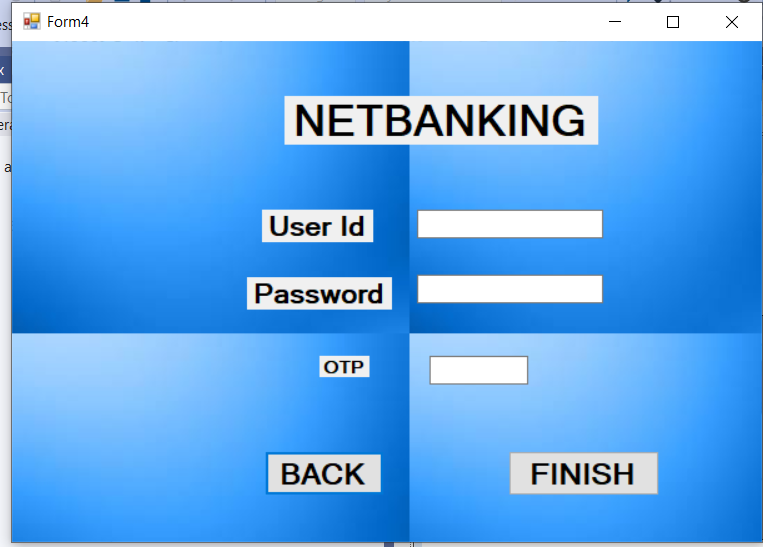 Form4
NETBANKING
User Id
Password
OTP
BACK
FINISH